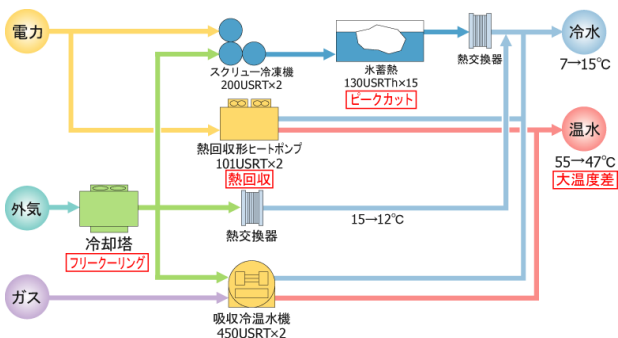 電力
スクリュー冷凍機
200USRT×2
氷蓄熱
130USRTh×15
ピークカット
熱交換器
冷水
7→15℃
熱回収形ヒートポンプ
101USRT×2
熱回収
温水
55→47℃
大温度差
外気
冷却塔
フリークーリング
熱交換器
15→12℃
ガス
吸収冷温水機
450USRT×2